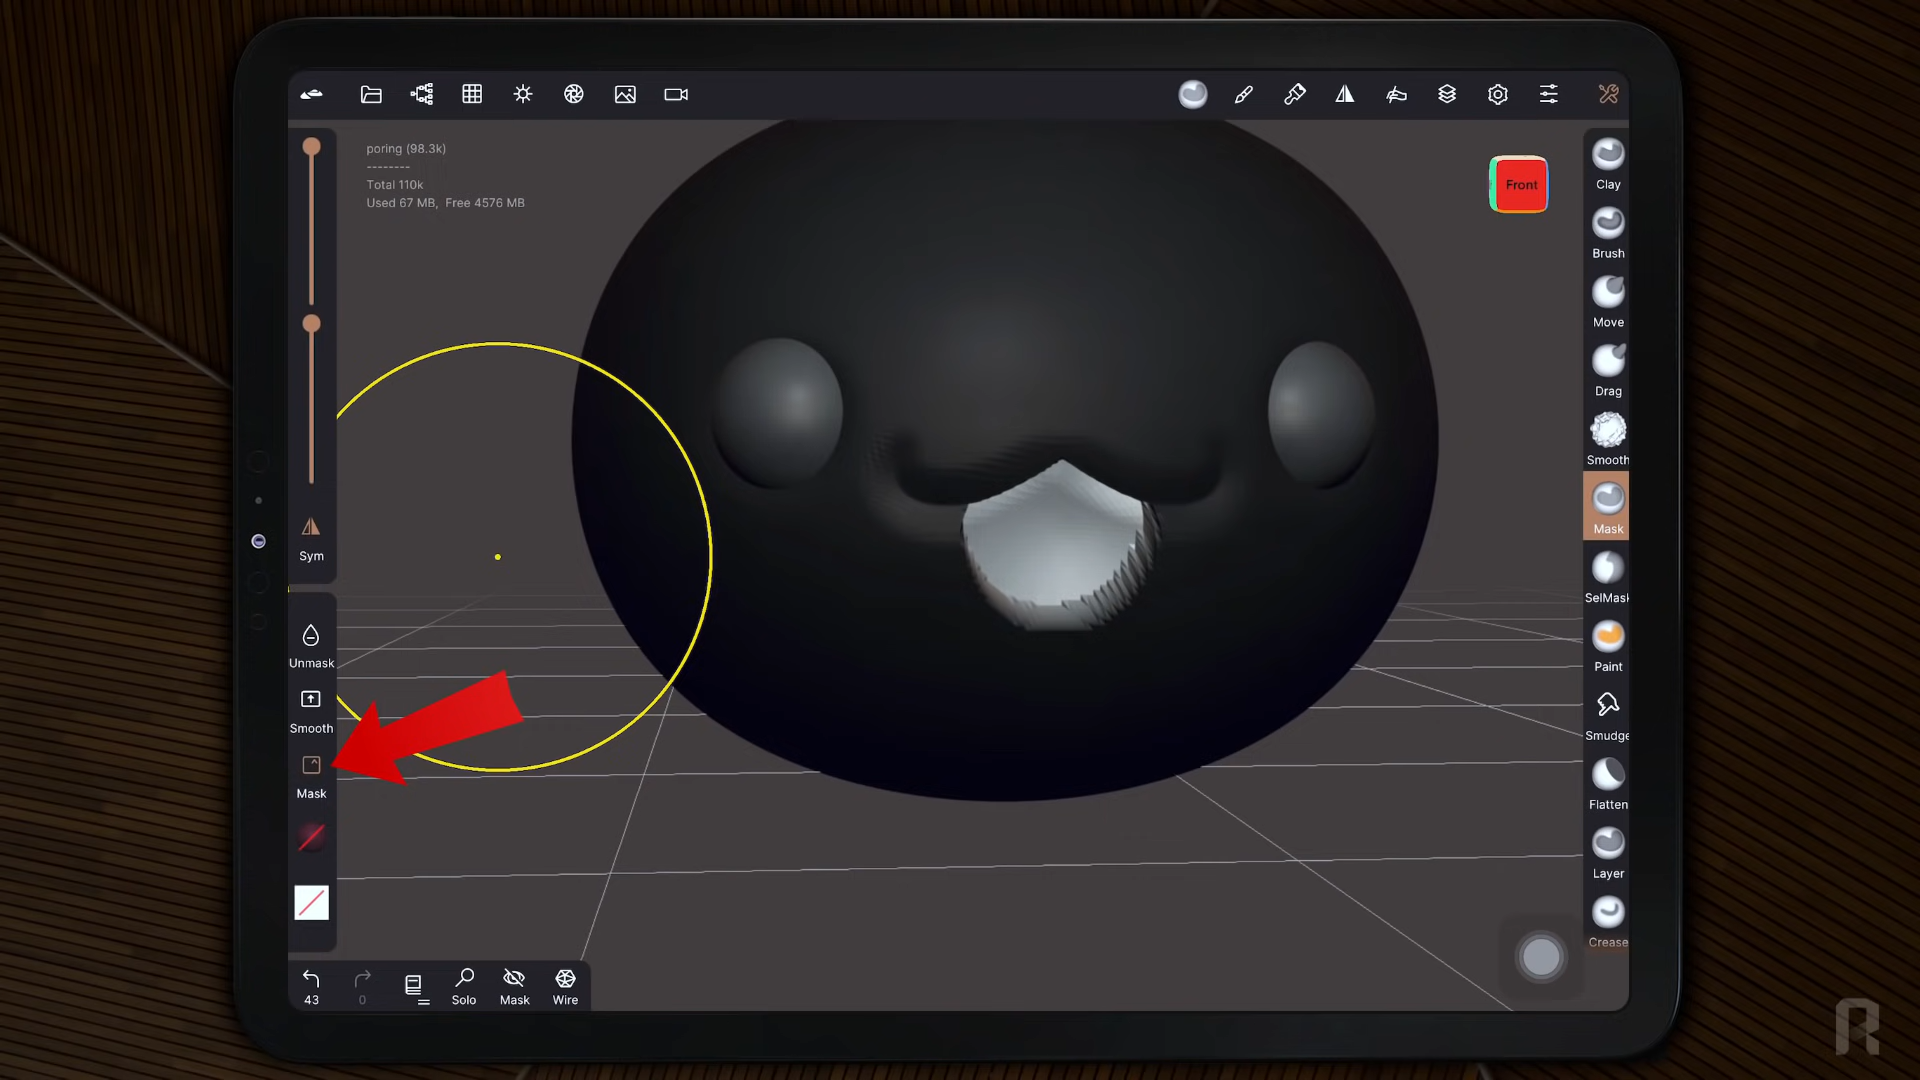 poring (98.3k)
--------
Total 110k
Used 67 MB, Free 4576 MB
Front
Sym
Unmask
Smooth
Mask
43
0
Solo
Mask
Wire
Clay
Brush
Move
Drag
Smooth
Mask
SelMask
Paint
Smudge
Flatten
Layer
Crease